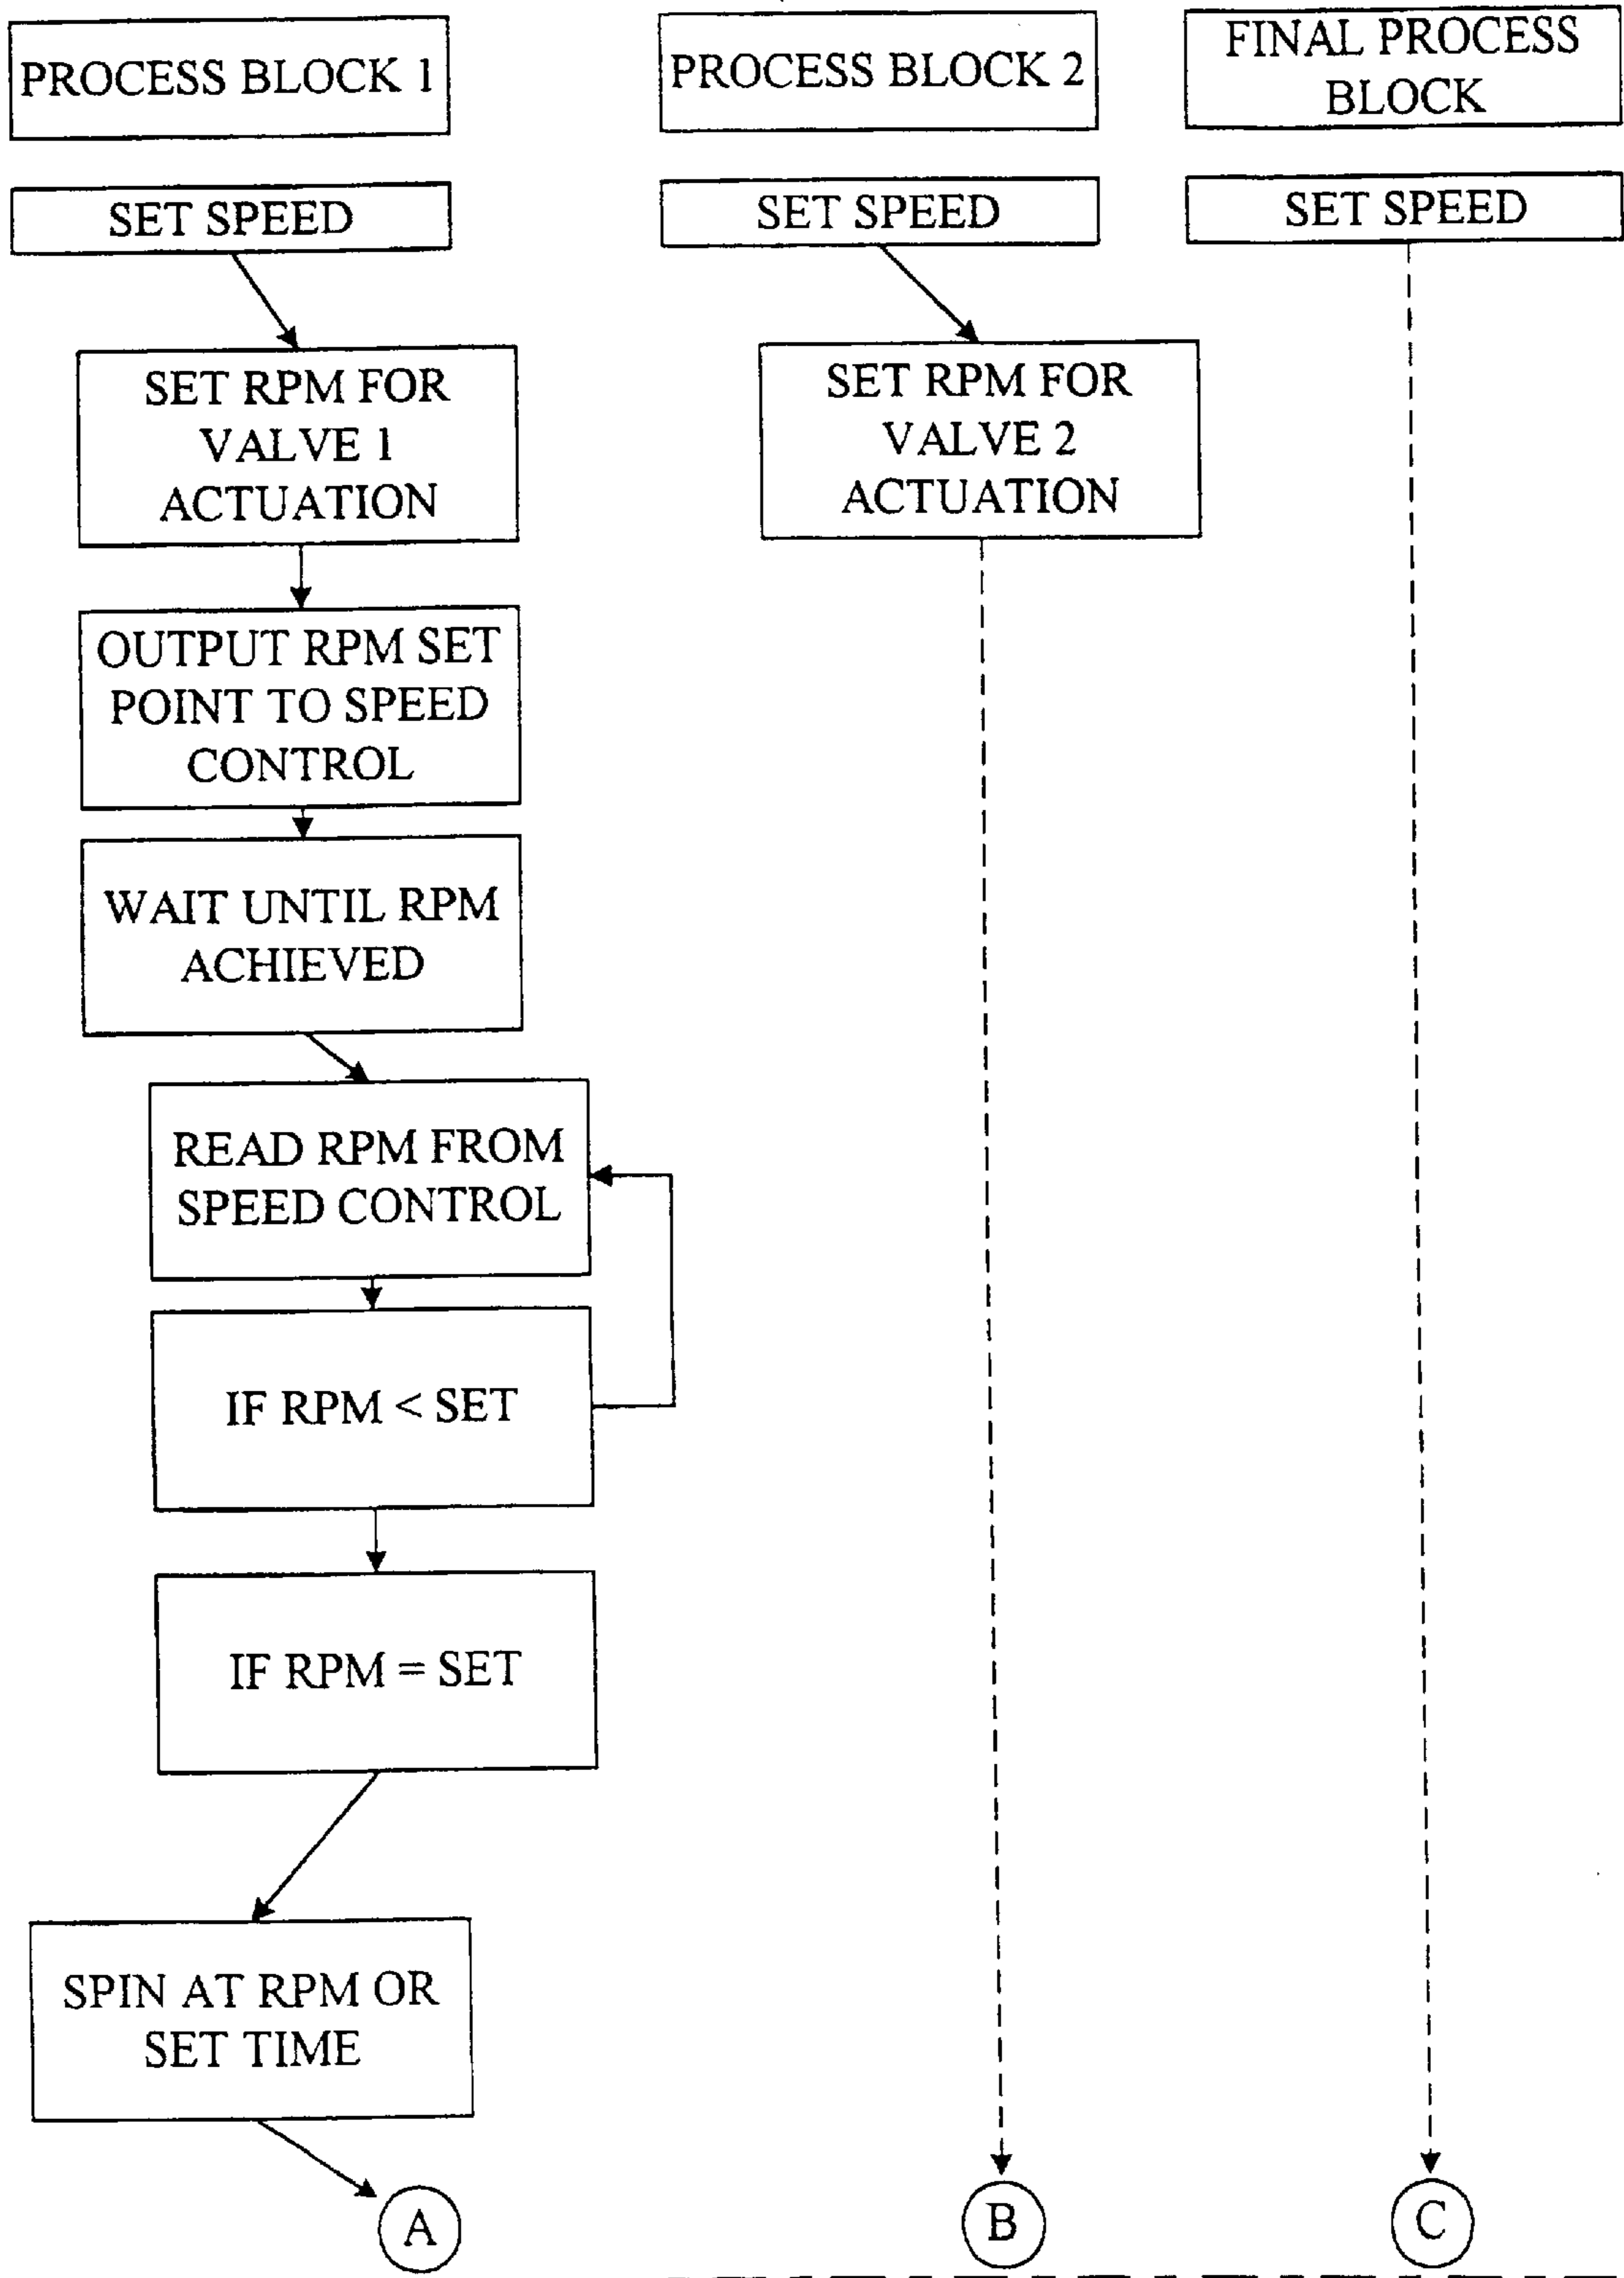 PROCESS BLOCK 1
SET SPEED
SET RPM FOR
VALVE 1
ACTUATION
OUTPUT RPM SET
POINT TO SPEED
CONTROL
WAIT UNTIL RPM
ACHIEVED
READ RPM FROM
SPEED CONTROL
IF RPM < SET
IF RPM = SET
SPIN AT RPM OR
SET TIME
A
PROCESS BLOCK 2
SET SPEED
SET RPM FOR
VALVE 2
ACTUATION
B
FINAL PROCESS
BLOCK
SET SPEED
C